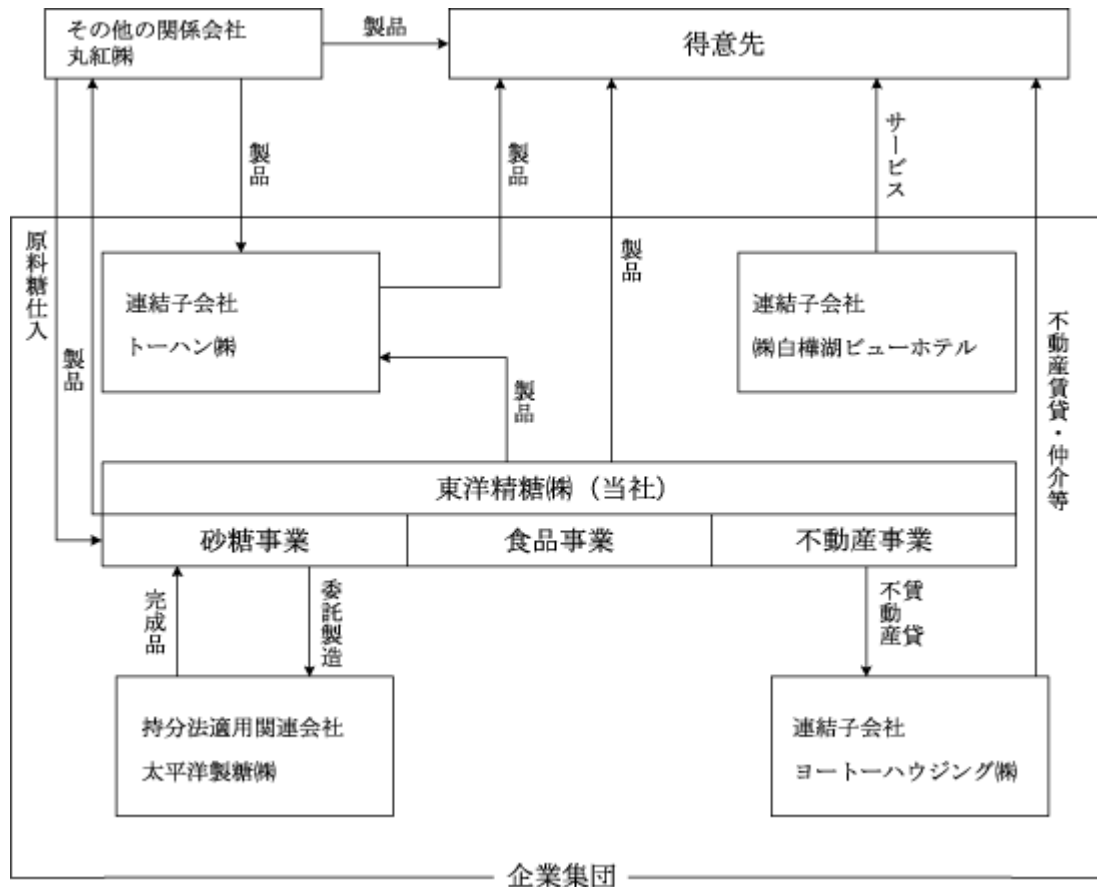 その他の関係会社
丸紅㈱
製品
得意先
製品
製品
サービス
原料糖仕入
製品
製品
連結子会社
トーハン㈱
連結子会社
㈱白樺湖ビューホテル
不動産賃貸・仲介等
製品
東洋精糖㈱（当社）
砂糖事業
食品事業
不動産事業
完成品
委託製造
不動産
賃貸
持分法適用関連会社
太平洋製糖㈱
連結子会社
ヨートーハウジング㈱
企業集団